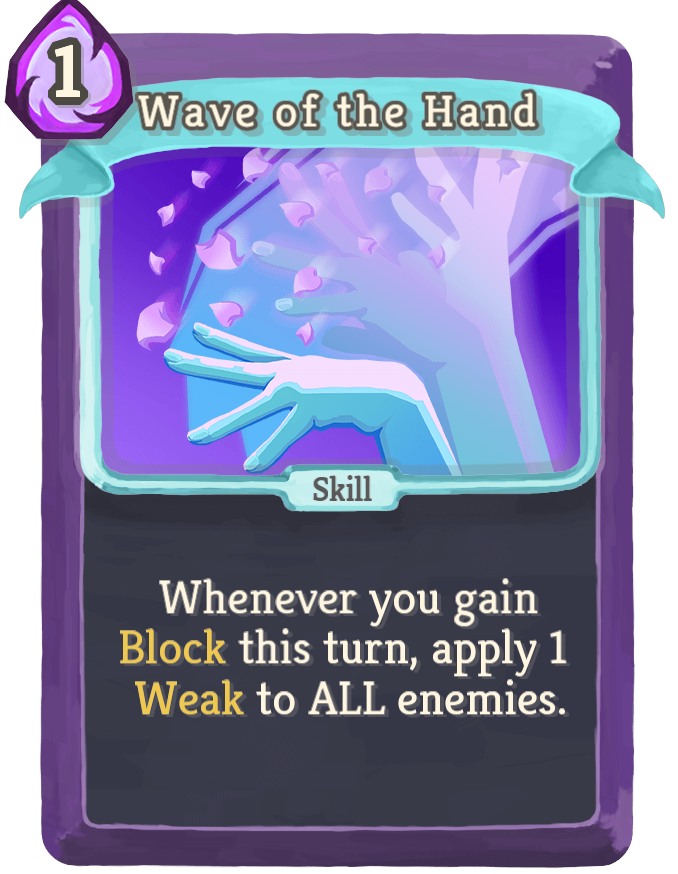 1
Wave of the Hand
Skill
Whenever you gain
Block this turn, apply 1
Weak to ALL enemies.